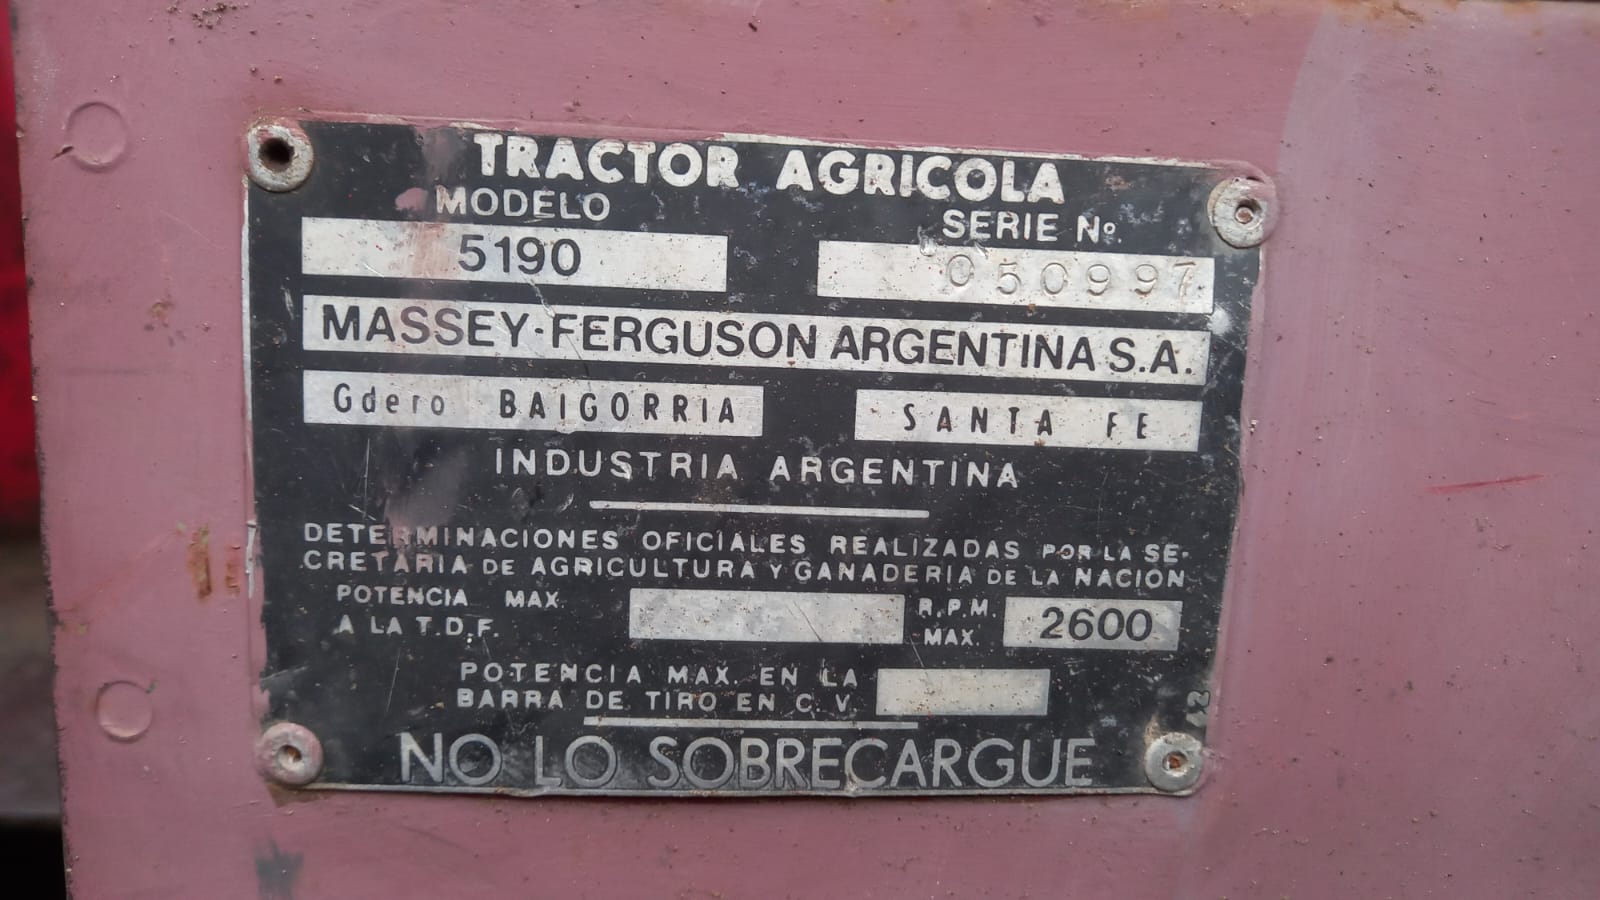 TRACTOR AGRICOLA
MODELO
SERIE Nº.
5190
050997
MASSEY-FERGUSON ARGENTINA S.A.
Gdero BAIGORRIA
SANTA FE
INDUSTRIA ARGENTINA
DETERMINACIONES OFICIALES REALIZADAS POR LA SE-
CRETARIA DE AGRICULTURA Y GANADERIA DE LA NACION
POTENCIA MAX.
A LA T.D.F.
R.P.M.
MAX.
2600
POTENCIA MAX. EN LA
BARRA DE TIRO EN C.V.
NO LO SOBRECARGUE